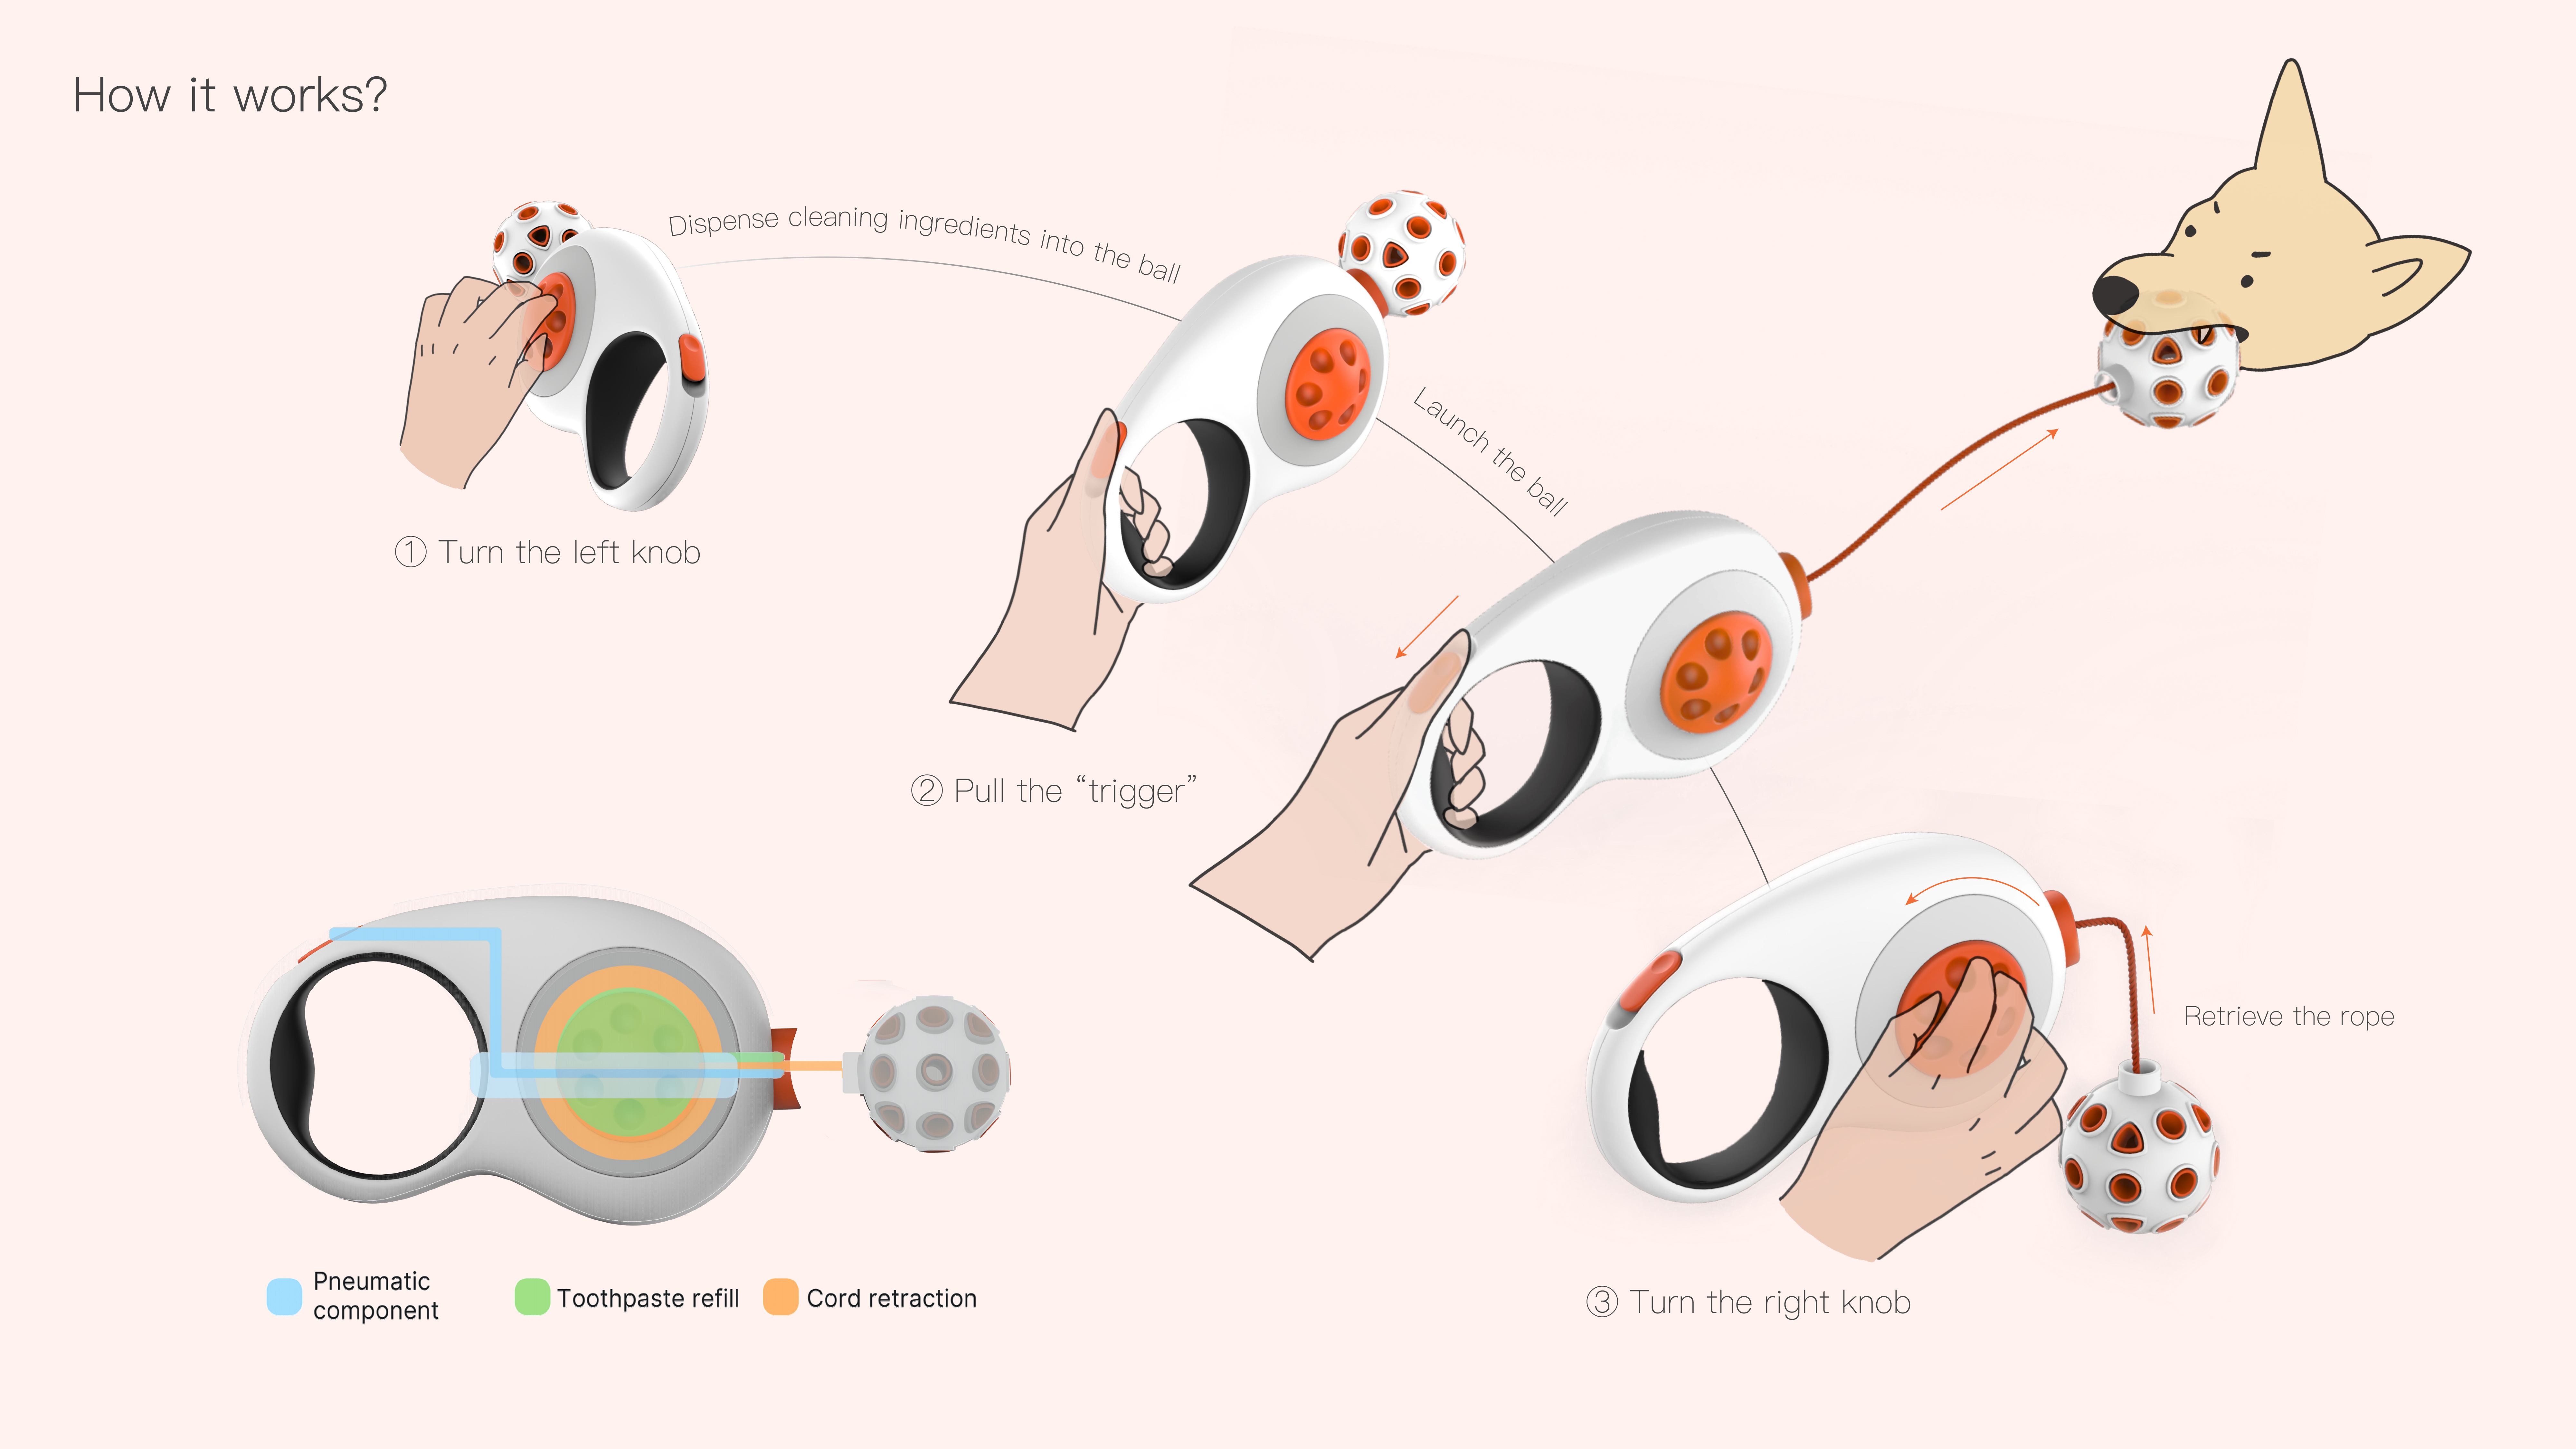 How it works?
Dispense cleaning ingredients into the ball
① Turn the left knob
Launch the ball
② Pull the “trigger”
Retrieve the rope
③ Turn the right knob
Pneumatic
component
Toothpaste refill
Cord retraction